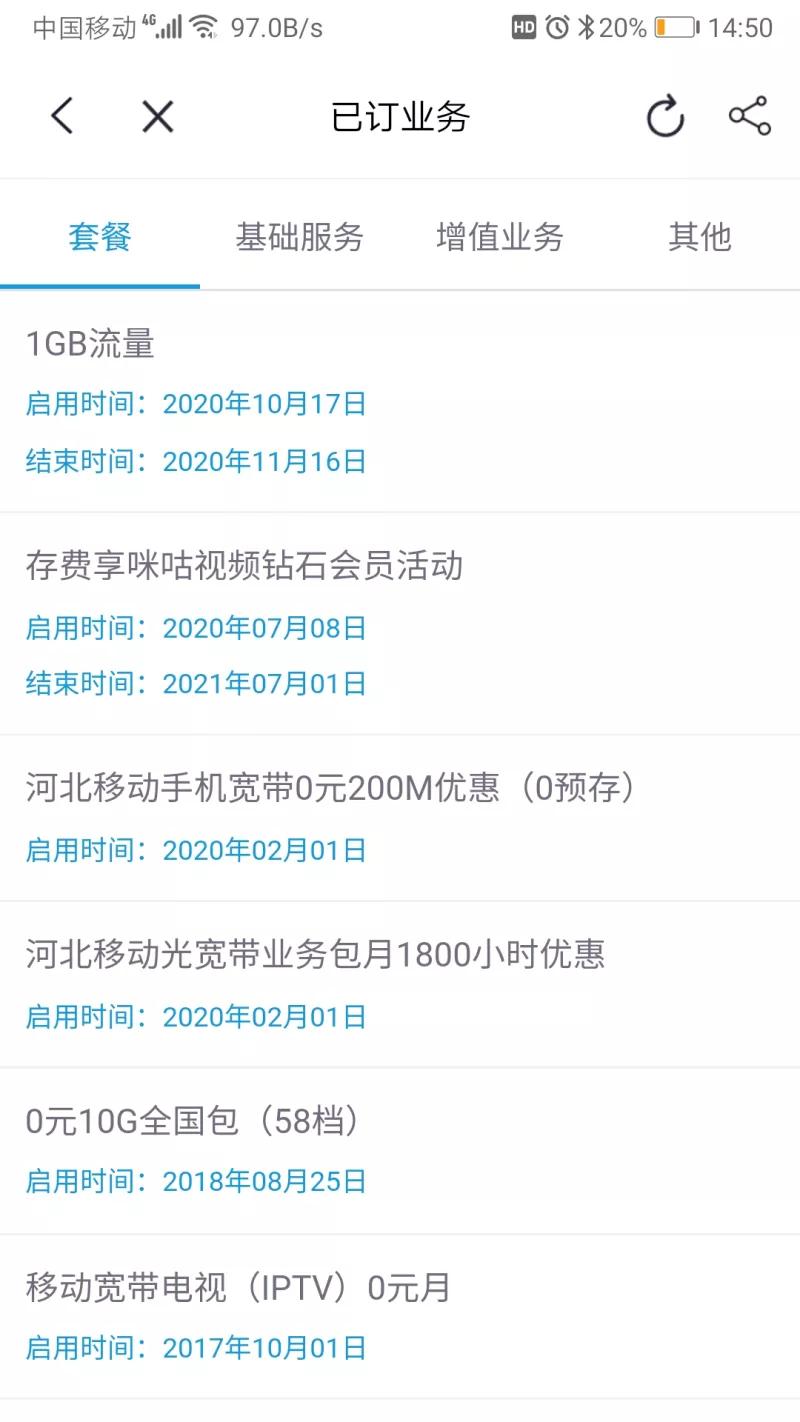 中国移动 4G 97.0B/s HD 20% 14:50
已订业务
套餐 基础服务 增值业务 其他
1GB流量
启用时间：2020年10月17日
结束时间：2020年11月16日
存费享咪咕视频钻石会员活动
启用时间：2020年07月08日
结束时间：2021年07月01日
河北移动手机宽带0元200M优惠（0预存）
启用时间：2020年02月01日
河北移动光宽带业务包月1800小时优惠
启用时间：2020年02月01日
0元10G全国包（58档）
启用时间：2018年08月25日
移动宽带电视（IPTV）0元月
启用时间：2017年10月01日